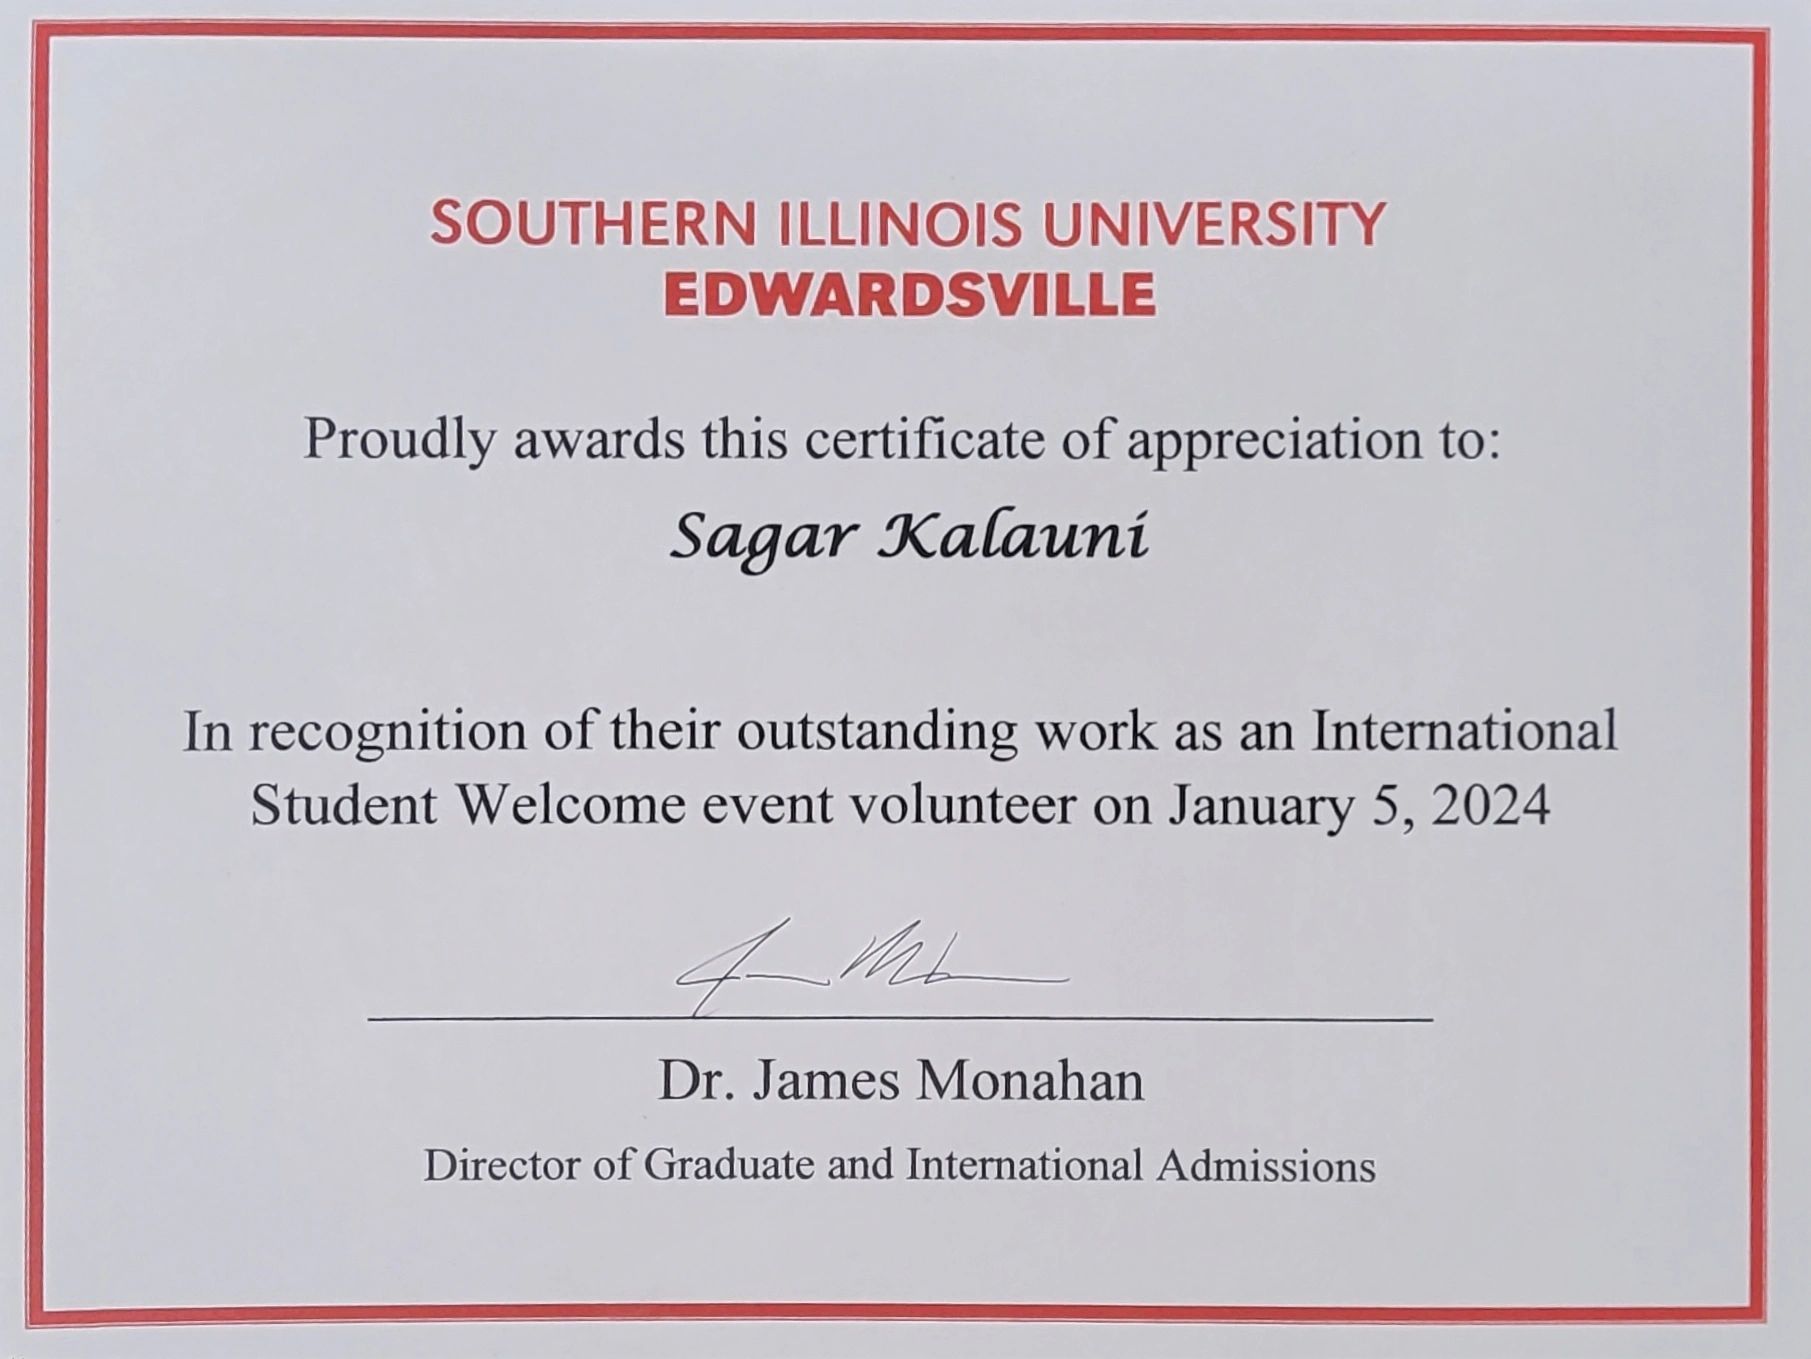 SOUTHERN ILLINOIS UNIVERSITY
EDWARDSVILLE
Proudly awards this certificate of appreciation to:
Sagar Kalauni
In recognition of their outstanding work as an International
Student Welcome event volunteer on January 5, 2024
Dr. James Monahan
Director of Graduate and International Admissions